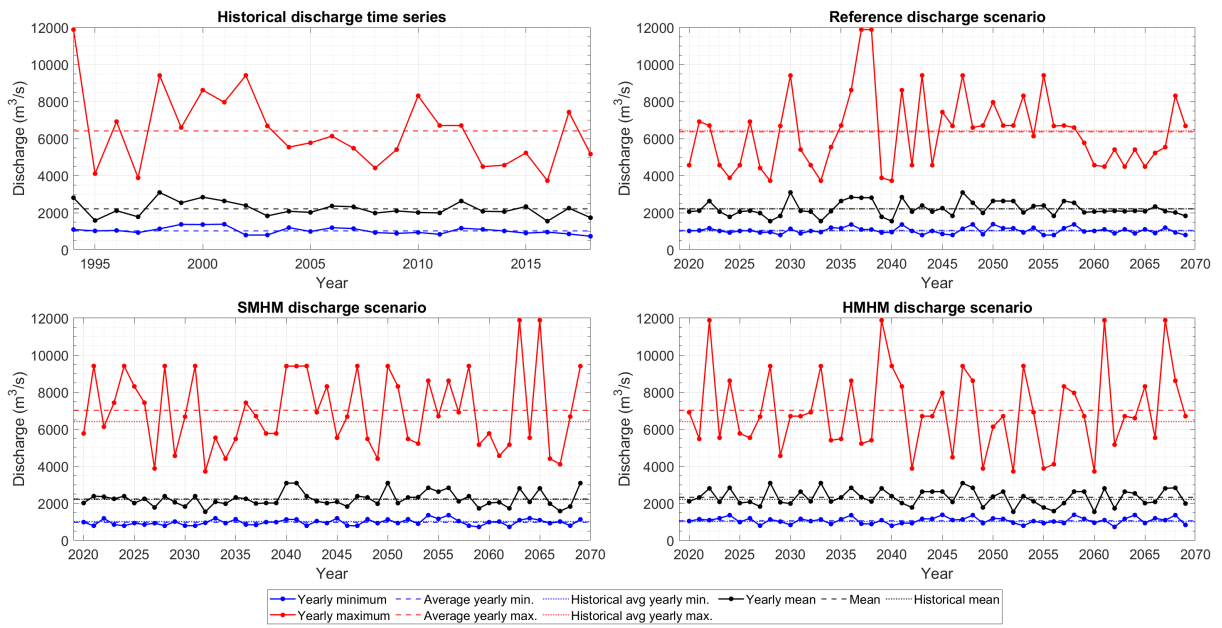 Historical discharge time series
12000
10000
8000
6000
4000
2000
0
Discharge (m³/s)
1995 2000 2005 2010 2015
Year
Reference discharge scenario
12000
10000
8000
6000
4000
2000
0
Discharge (m³/s)
2020 2025 2030 2035 2040 2045 2050 2055 2060 2065 2070
Year
SMHM discharge scenario
12000
10000
8000
6000
4000
2000
0
Discharge (m³/s)
2020 2025 2030 2035 2040 2045 2050 2055 2060 2065 2070
Year
HMHM discharge scenario
12000
10000
8000
6000
4000
2000
0
Discharge (m³/s)
2020 2025 2030 2035 2040 2045 2050 2055 2060 2065 2070
Year
Yearly minimum Average yearly min. Historical avg yearly min. Yearly mean Mean Historical mean
Yearly maximum Average yearly max. Historical avg yearly max.